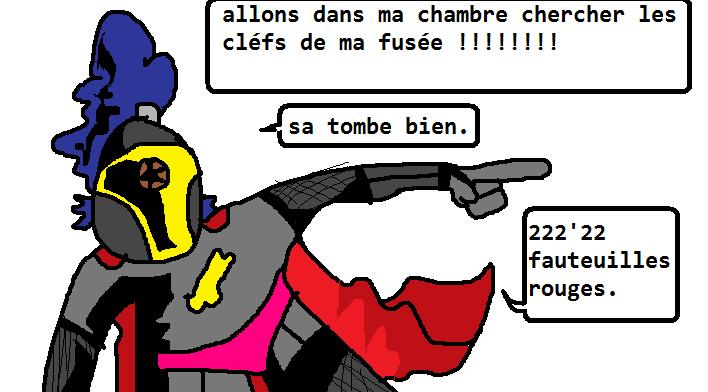 allons dans ma chambre chercher les
cléfs de ma fusée !!!!!!!!
sa tombe bien.
222'22
fauteuilles
rouges.